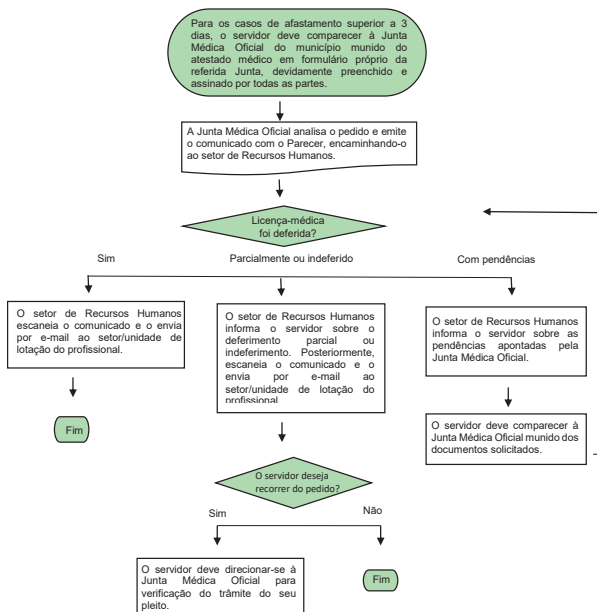 Para os casos de afastamento superior a 3
dias, o servidor deve comparecer à Junta
Médica Oficial do município munido do
atestado médico em formulário próprio da
referida Junta, devidamente preenchido e
assinado por todas as partes.
A Junta Médica Oficial analisa o pedido e emite
o comunicado com o Parecer, encaminhando-o
ao setor de Recursos Humanos.
Licença-médica
foi deferida?
Sim
Parcialmente ou indeferido
Com pendências
O setor de Recursos Humanos
escaneia o comunicado e o envia
por e-mail ao setor/unidade de
lotação do profissional.
O setor de Recursos Humanos
informa o servidor sobre o
deferimento parcial ou
indeferimento. Posteriormente,
escaneia o comunicado e o
envia por e-mail ao
setor/unidade de lotação do
profissional
O setor de Recursos Humanos
informa o servidor sobre as
pendências apontadas pela
Junta Médica Oficial.
Fim
O servidor deve comparecer à
Junta Médica Oficial munido dos
documentos solicitados.
O servidor deseja
recorrer do pedido?
Sim
Não
O servidor deve direcionar-se à
Junta Médica Oficial para
verificação do trâmite do seu
pleito.
Fim